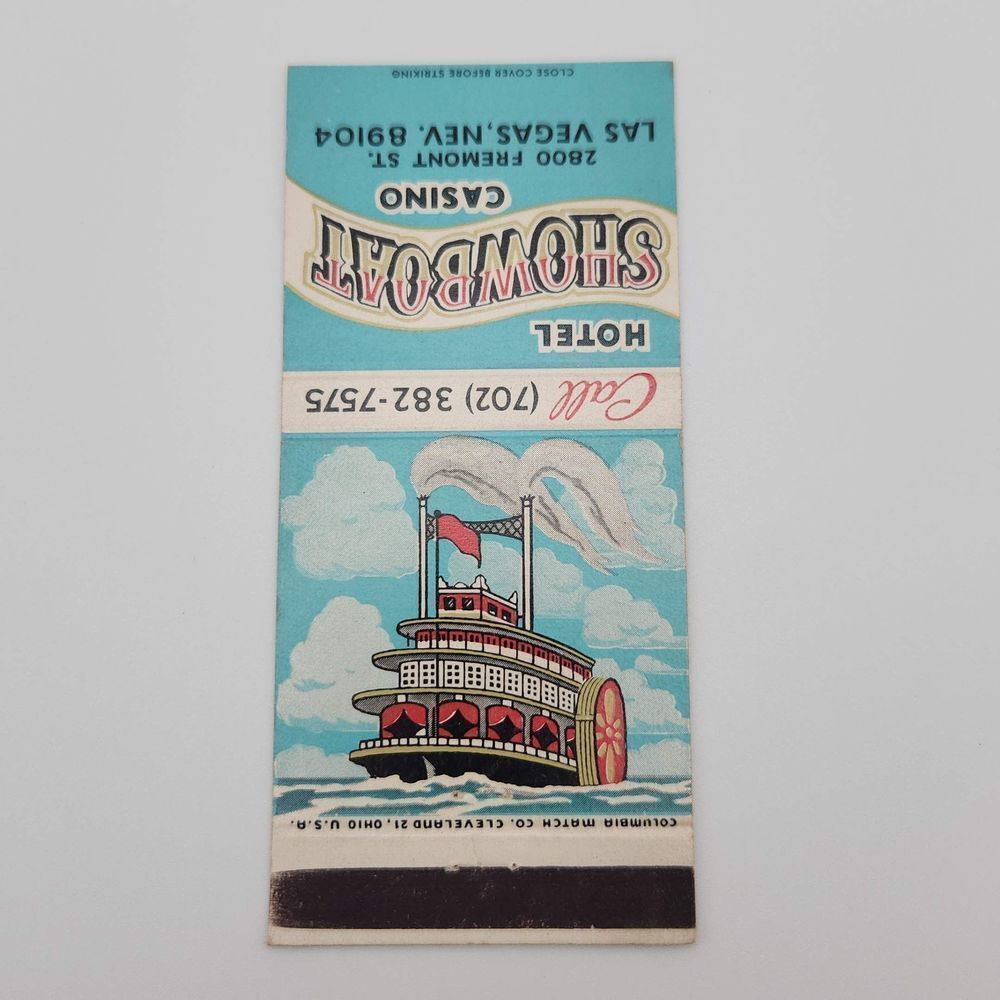 HOTEL
SHOWBOAT
CASINO
2800 FREMONT ST.
LAS VEGAS, NEV. 89104
CLOSE COVER BEFORE STRIKING
Call (702) 382-7575
COLUMBIA MATCH CO. CLEVELAND 21, OHIO U.S.A.